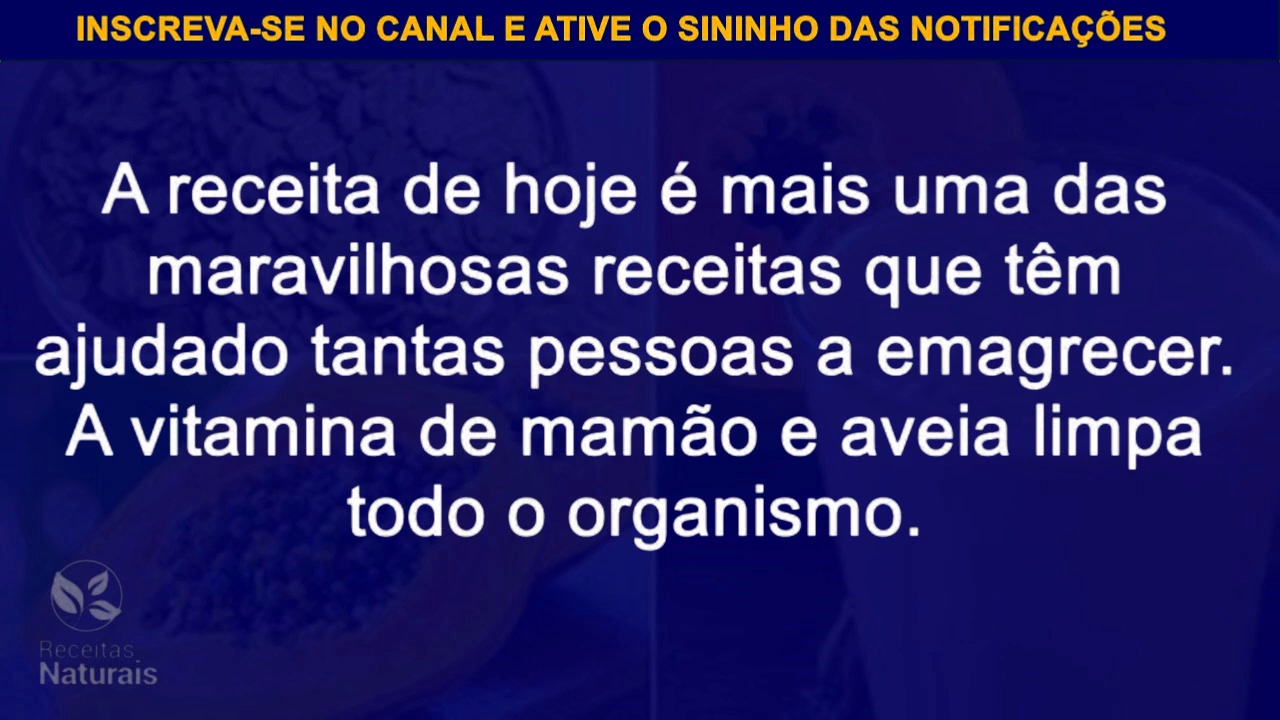 INSCREVA-SE NO CANAL E ATIVE O SININHO DAS NOTIFICAÇÕES
A receita de hoje é mais uma das
maravilhosas receitas que têm
ajudado tantas pessoas a emagrecer.
A vitamina de mamão e aveia limpa
todo o organismo.
Receitas
Naturais